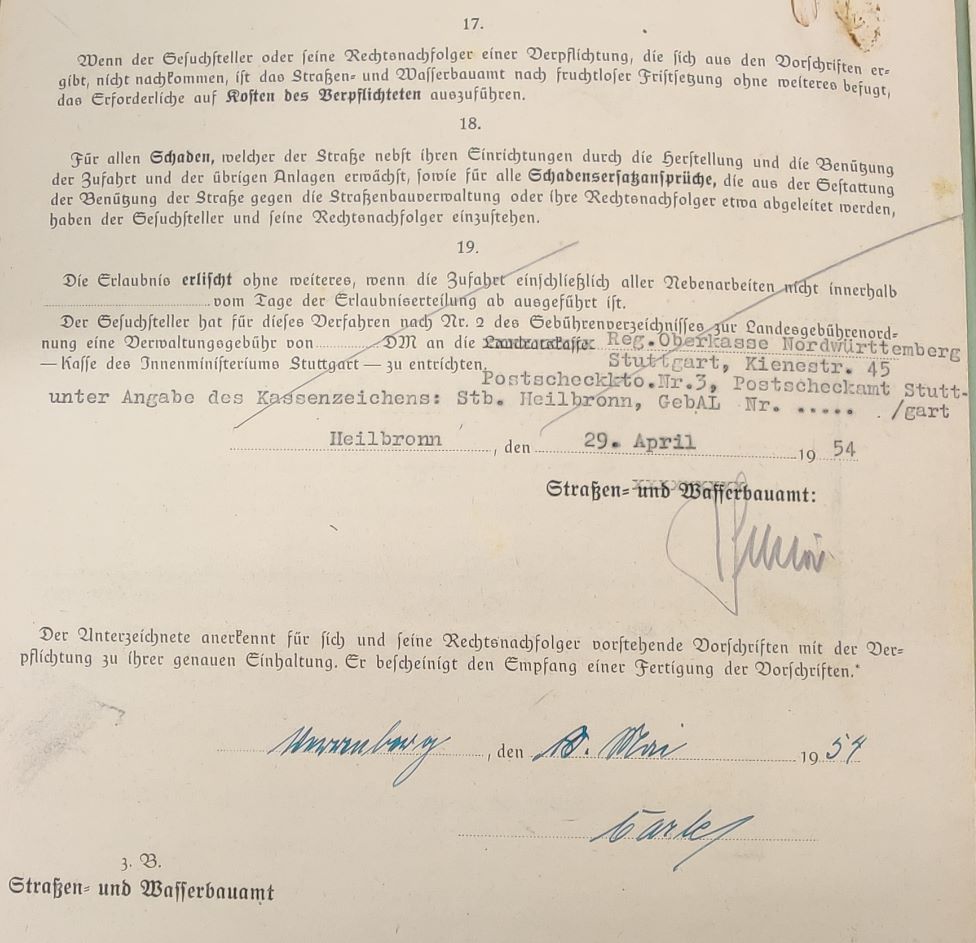 17.
Wenn der Gesuchsteller oder seine Rechtsnachfolger einer Verpflichtung, die sich aus den Vorschriften er-
gibt, nicht nachkommen, ist das Straßen- und Wasserbauamt nach fruchtloser Fristsetzung ohne weiteres befugt,
das Erforderliche auf Kosten des Verpflichteten auszuführen.
18.
Für allen Schaden, welcher der Straße nebst ihren Einrichtungen durch die Herstellung und die Benützung
der Zufahrt und der übrigen Anlagen erwächst, sowie für alle Schadensersatzansprüche, die aus der Gestattung
der Benützung der Straße gegen die Straßenbauverwaltung oder ihre Rechtsnachfolger etwa abgeleitet werden,
haben der Gesuchsteller und seine Rechtsnachfolger einzustehen.
19.
Die Erlaubnis erlischt ohne weiteres, wenn die Zufahrt einschließlich aller Nebenarbeiten nicht innerhalb
vom Tage der Erlaubniserteilung ab ausgeführt ist.
Der Gesuchsteller hat für dieses Verfahren nach Nr. 2 des Gebührenverzeichnisses zur Landesgebührenord-
nung eine Verwaltungsgebühr von DM an die Landratskasse Reg.Oberkasse Nordwürttemberg
— Kasse des Innenministeriums Stuttgart — zu entrichten. Stuttgart, Kienestr. 45
Postscheckkto.Nr.3, Postscheckamt Stutt-
unter Angabe des Kassenzeichens: Stb. Heilbronn, GebAL Nr. ..... . /gart
Heilbronn, den 29. April 19 54
Straßen- und Wasserbauamt:
Der Unterzeichnete anerkennt für sich und seine Rechtsnachfolger vorstehende Vorschriften mit der Ver-
pflichtung zu ihrer genauen Einhaltung. Er bescheinigt den Empfang einer Fertigung der Vorschriften.*
Verrenberg, den 18. Mai 19 54
z. B.
Straßen- und Wasserbauamt